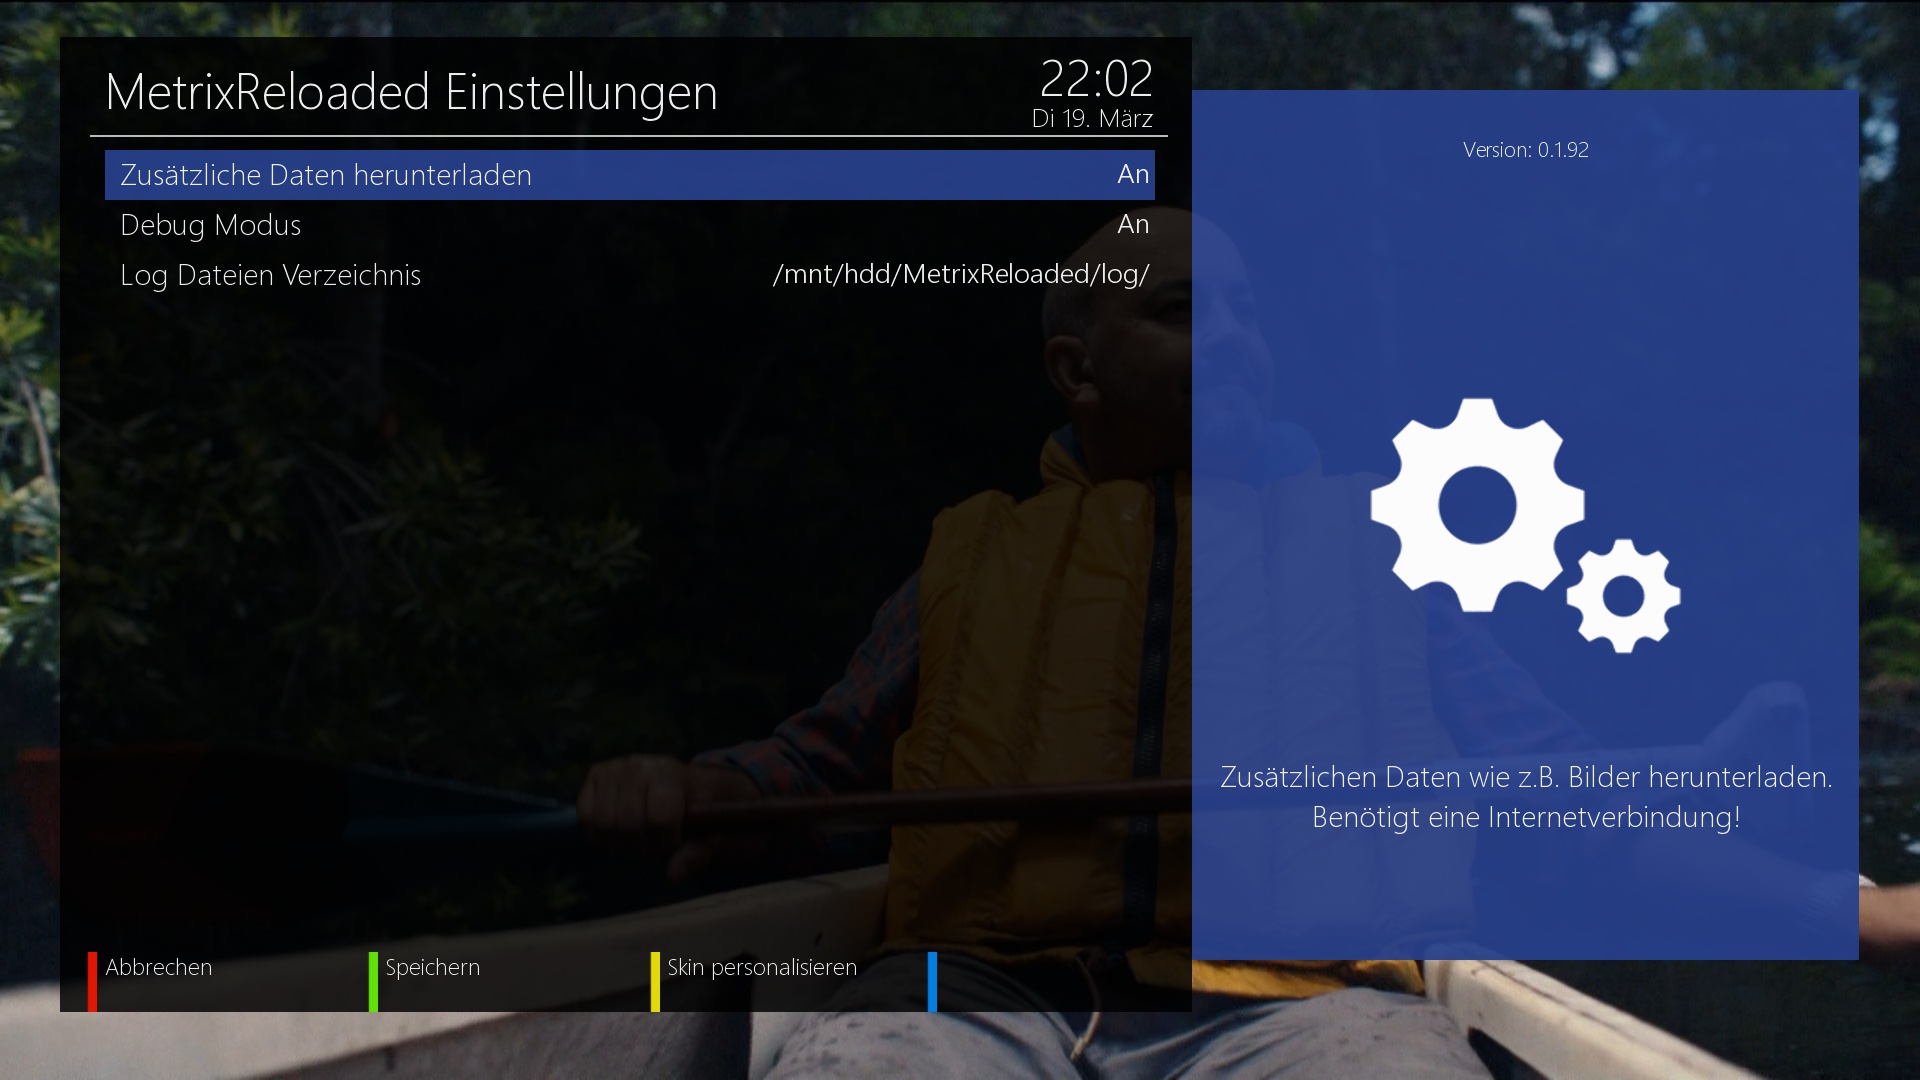 MetrixReloaded Einstellungen
22:02
Di 19. März
Zusätzliche Daten herunterladen An
Debug Modus An
Log Dateien Verzeichnis /mnt/hdd/MetrixReloaded/log/
Version: 0.1.92
Zusätzlichen Daten wie z.B. Bilder herunterladen.
Benötigt eine Internetverbindung!
Abbrechen Speichern Skin personalisieren